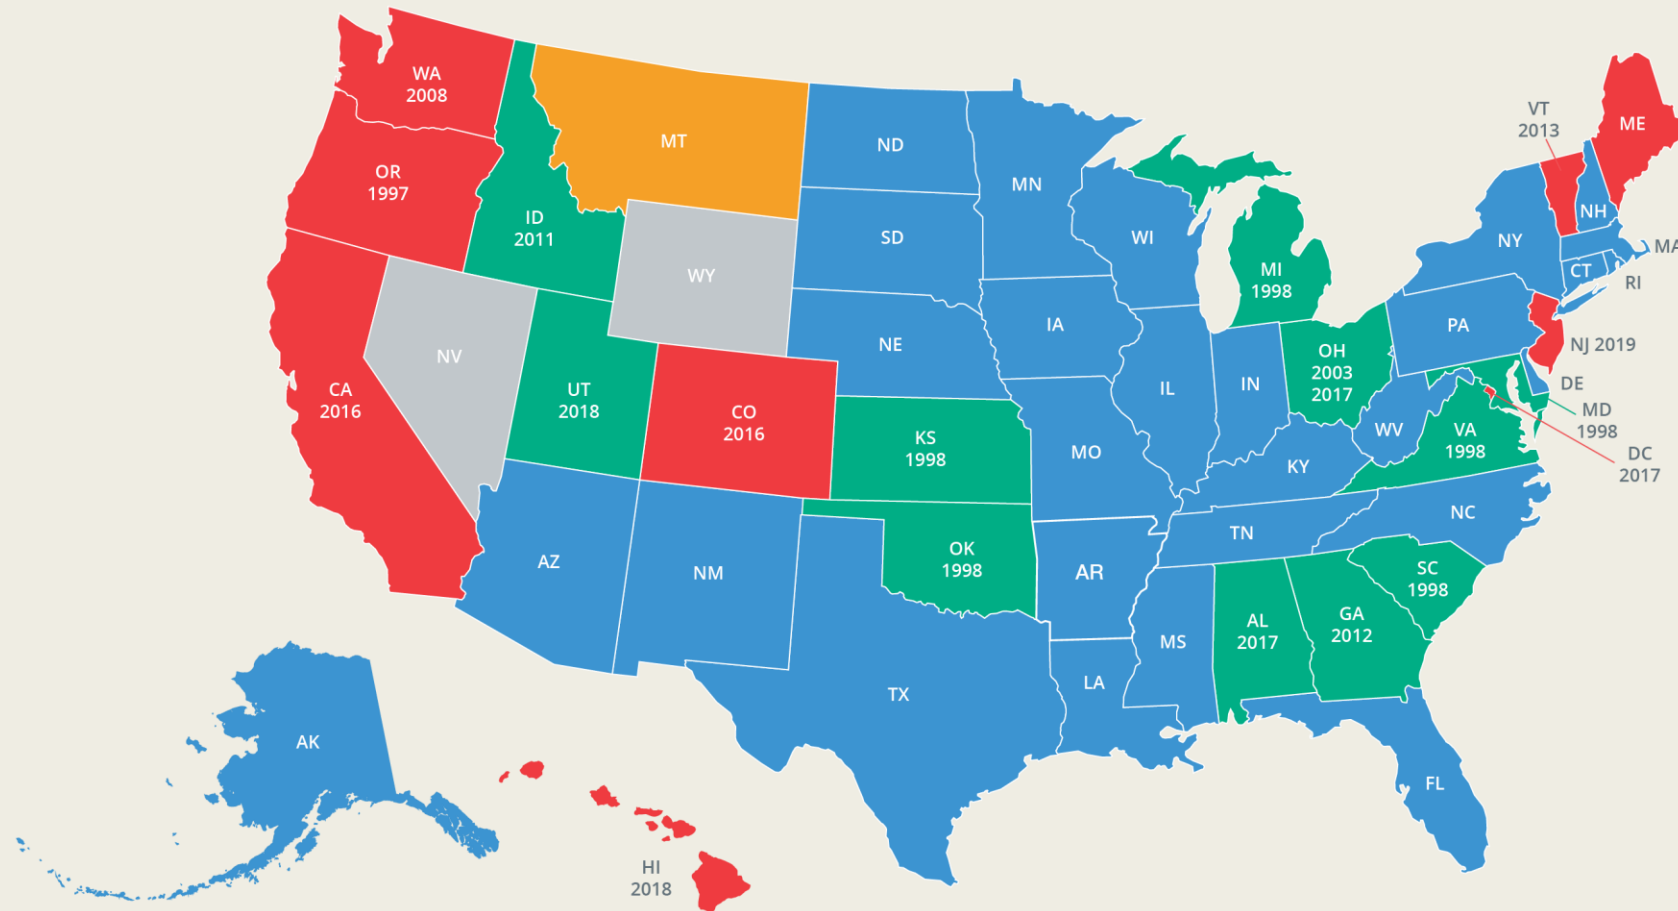 WA
2008
OR
1997
CA
2016
NV
ID
2011
MT
WY
UT
2018
CO
2016
AZ
NM
ND
SD
NE
KS
1998
OK
1998
TX
MN
IA
MO
AR
LA
WI
IL
MS
MI
1998
IN
KY
TN
AL
2017
OH
2003
2017
GA
2012
WV
VA
1998
NC
SC
1998
FL
PA
NY
VT
2013
NH
ME
MA
CT
RI
NJ 2019
DE
MD
1998
DC
2017
AK
HI
2018